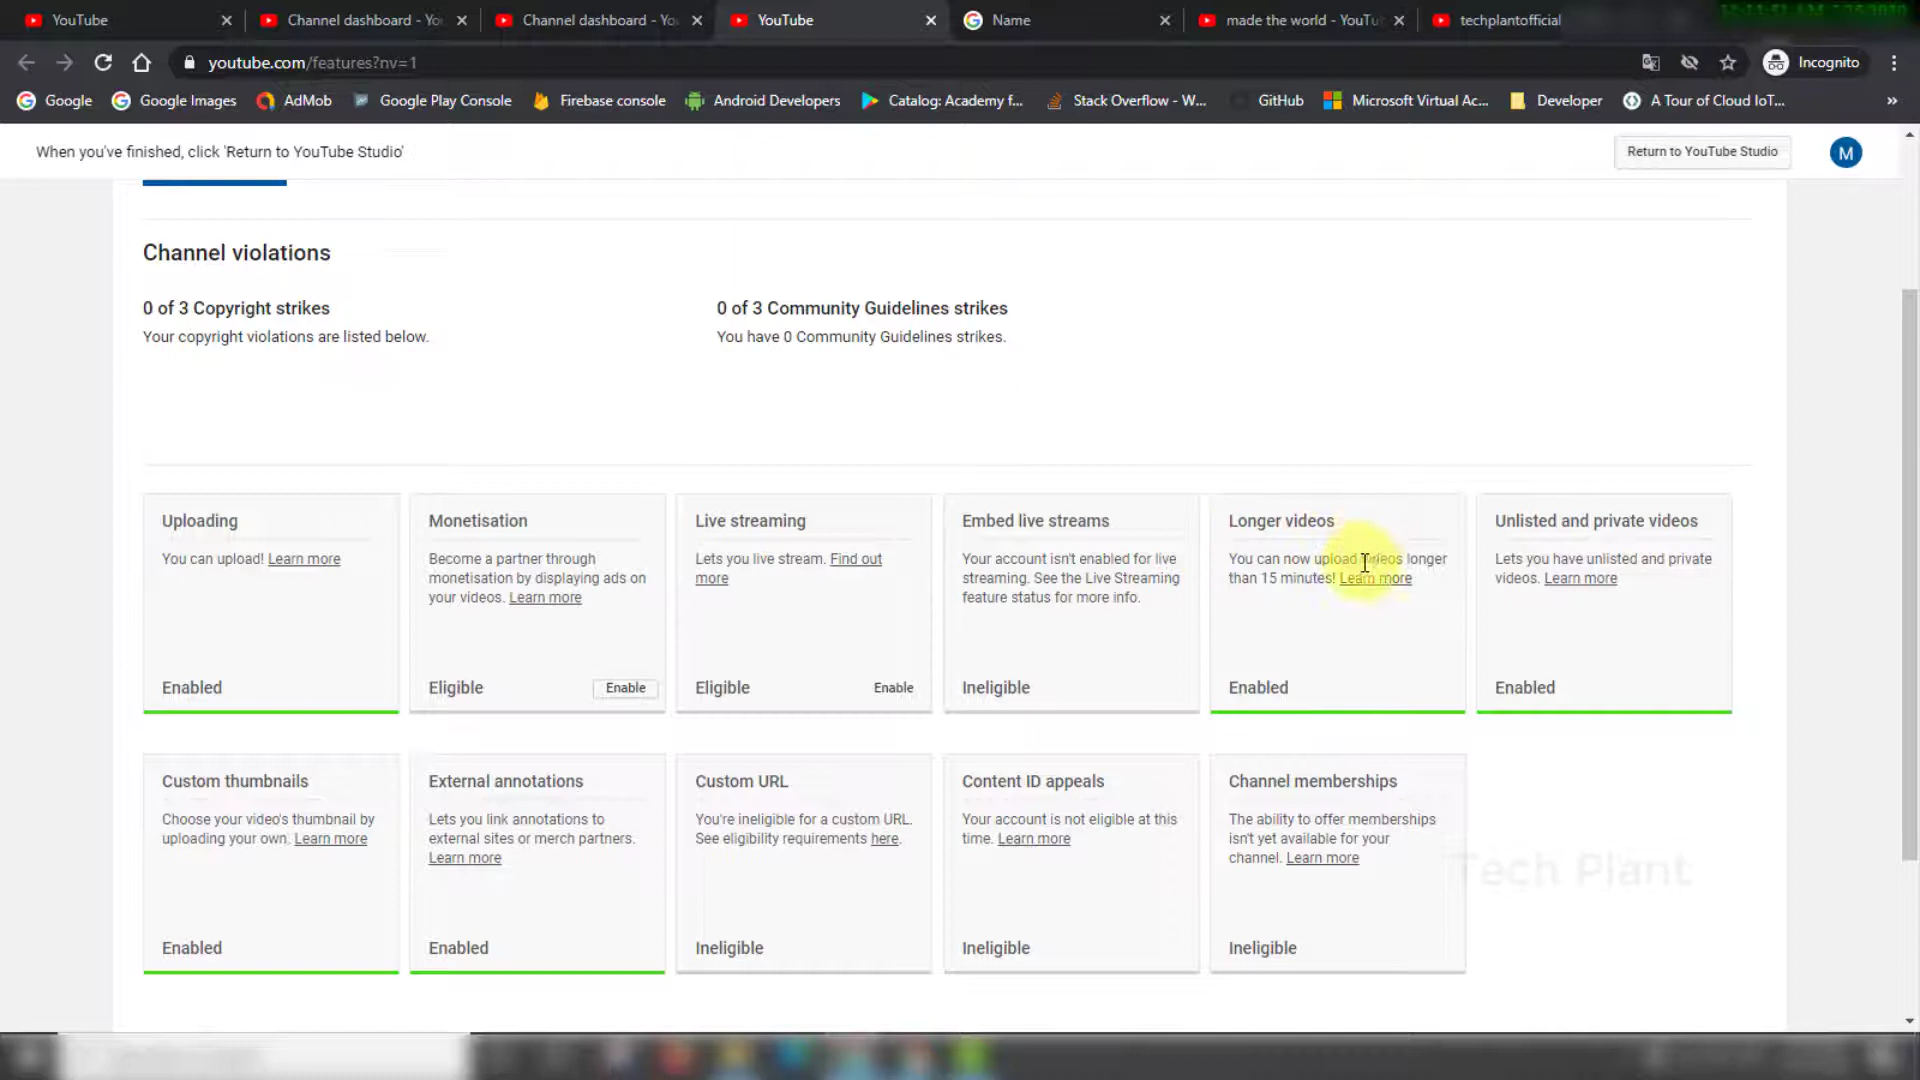 YouTube
Channel dashboard - Yo
Channel dashboard - Yo
YouTube
Name
made the world - YouTu
techplantofficial
youtube.com/features?nv=1
Incognito
Google
Google Images
AdMob
Google Play Console
Firebase console
Android Developers
Catalog: Academy f...
Stack Overflow - W...
GitHub
Microsoft Virtual Ac...
Developer
A Tour of Cloud IoT...
»
When you've finished, click 'Return to YouTube Studio'
Return to YouTube Studio
M
Channel violations
0 of 3 Copyright strikes
Your copyright violations are listed below.
0 of 3 Community Guidelines strikes
You have 0 Community Guidelines strikes.
Uploading
You can upload! Learn more
Enabled
Monetisation
Become a partner through
monetisation by displaying ads on
your videos. Learn more
Eligible
Enable
Live streaming
Lets you live stream. Find out
more
Eligible
Enable
Embed live streams
Your account isn't enabled for live
streaming. See the Live Streaming
feature status for more info.
Ineligible
Longer videos
You can now upload videos longer
than 15 minutes! Learn more
Enabled
Unlisted and private videos
Lets you have unlisted and private
videos. Learn more
Enabled
Custom thumbnails
Choose your video's thumbnail by
uploading your own. Learn more
Enabled
External annotations
Lets you link annotations to
external sites or merch partners.
Learn more
Enabled
Custom URL
You're ineligible for a custom URL.
See eligibility requirements here.
Ineligible
Content ID appeals
Your account is not eligible at this
time. Learn more
Ineligible
Channel memberships
The ability to offer memberships
isn't yet available for your
channel. Learn more
Ineligible
Tech Plant